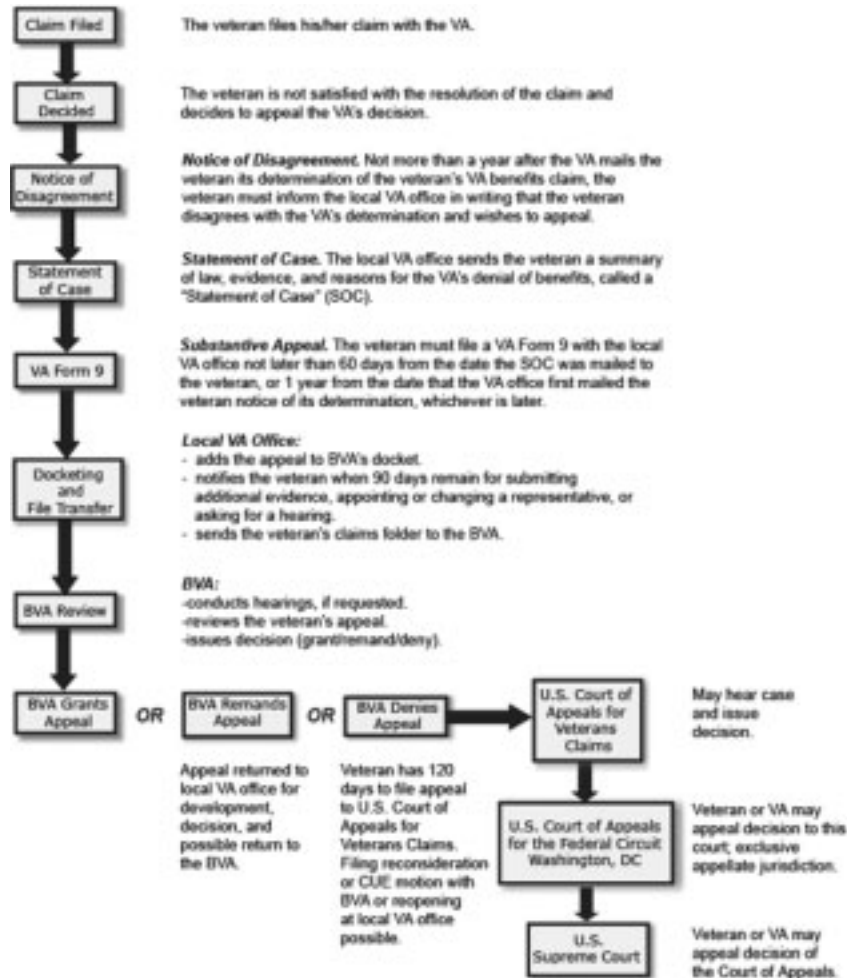 Claim Filed
The veteran files his/her claim with the VA.
Claim
Decided
The veteran is not satisfied with the resolution of the claim and
decides to appeal the VA's decision.
Notice of
Disagreement
Notice of Disagreement. Not more than a year after the VA mails the
veteran its determination of the veteran's VA benefits claim, the
veteran must inform the local VA office in writing that the veteran
disagrees with the VA's determination and wishes to appeal.
Statement
of Case
Statement of Case. The local VA office sends the veteran a summary
of law, evidence, and reasons for the VA's denial of benefits, called a
"Statement of Case" (SOC).
VA Form 9
Substantive Appeal. The veteran must file a VA Form 9 with the local
VA office not later than 60 days from the date the SOC was mailed to
the veteran, or 1 year from the date that the VA office first mailed the
veteran notice of its determination, whichever is later.
Docketing
and
File Transfer
Local VA Office:
- adds the appeal to BVA's docket.
- notifies the veteran when 90 days remain for submitting
additional evidence, appointing or changing a representative, or
asking for a hearing.
- sends the veteran's claims folder to the BVA.
BVA Review
BVA:
-conducts hearings, if requested.
-reviews the veteran's appeal.
-issues decision (grant/remand/deny).
BVA Grants
Appeal
OR
BVA Remands
Appeal
OR
BVA Denies
Appeal
U.S. Court of
Appeals for
Veterans
Claims
May hear case
and issue
decision.
Appeal returned to
local VA office for
development,
decision, and
possible return to
the BVA.
Veteran has 120
days to file appeal
to U.S. Court of
Appeals for
Veterans Claims.
Filing reconsideration
or CUE motion with
BVA or reopening
at local VA office
possible.
U.S. Court of Appeals
for the Federal Circuit
Washington, DC
Veteran or VA may
appeal decision to this
court; exclusive
appellate jurisdiction.
U.S.
Supreme Court
Veteran or VA may
appeal decision of
the Court of Appeals.